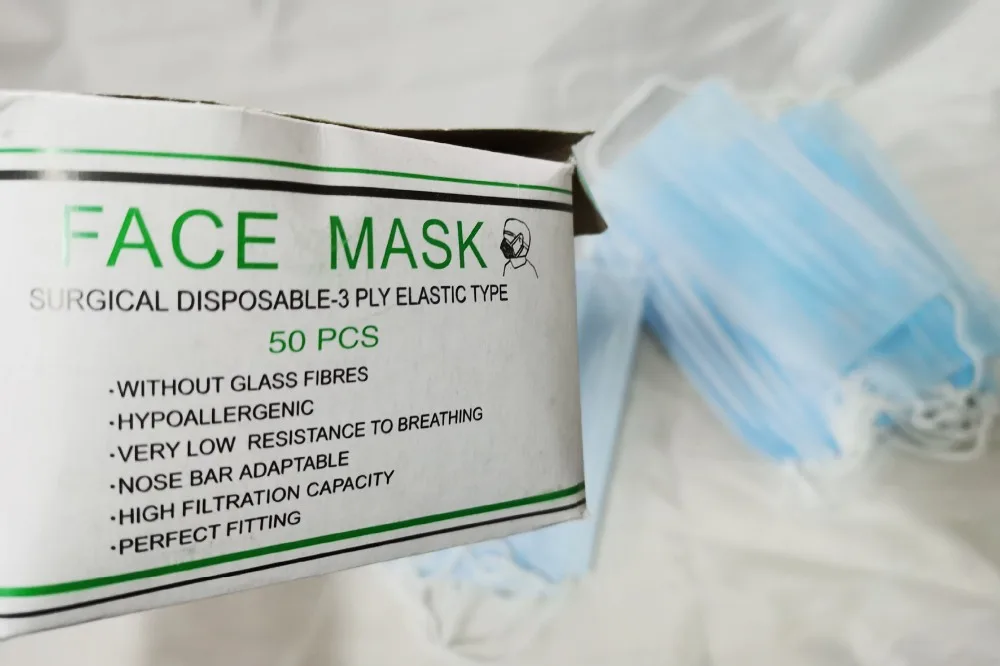 FACE MASK
SURGICAL DISPOSABLE-3 PLY ELASTIC TYPE
50 PCS
·WITHOUT GLASS FIBRES
·HYPOALLERGENIC
·VERY LOW RESISTANCE TO BREATHING
·NOSE BAR ADAPTABLE
·HIGH FILTRATION CAPACITY
·PERFECT FITTING